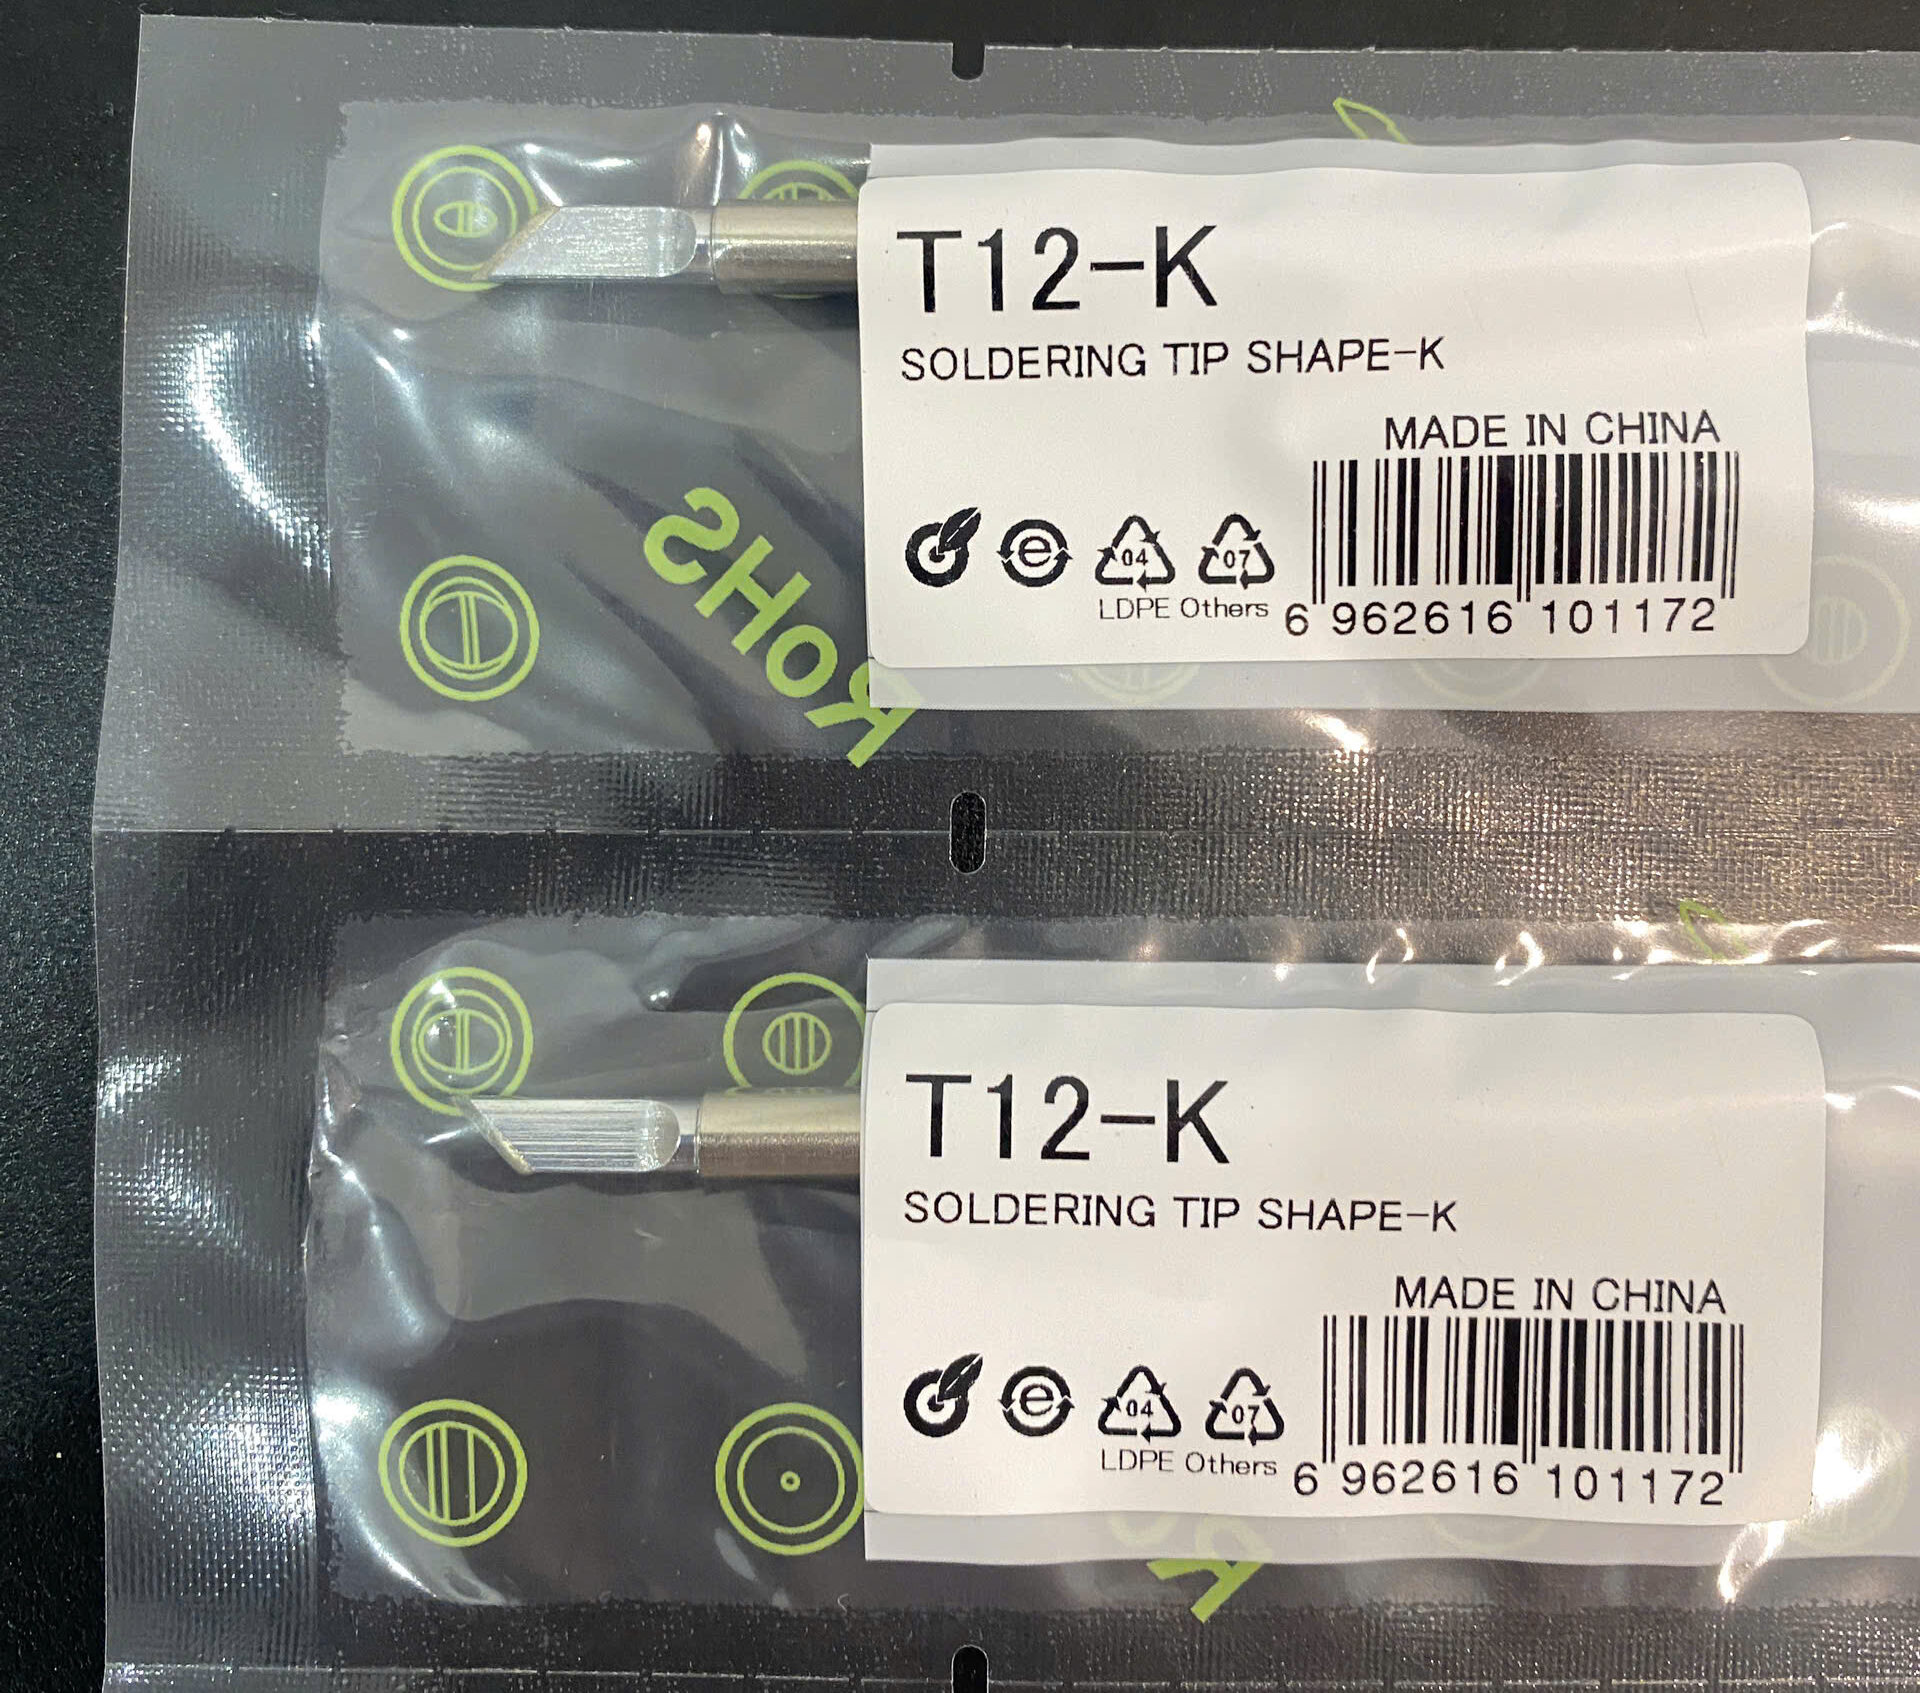 T12-K
SOLDERING TIP SHAPE-K
MADE IN CHINA
e 04 07
LDPE Others
6 962616 101172
RoHS
T12-K
SOLDERING TIP SHAPE-K
MADE IN CHINA
e 04 07
LDPE Others
6 962616 101172